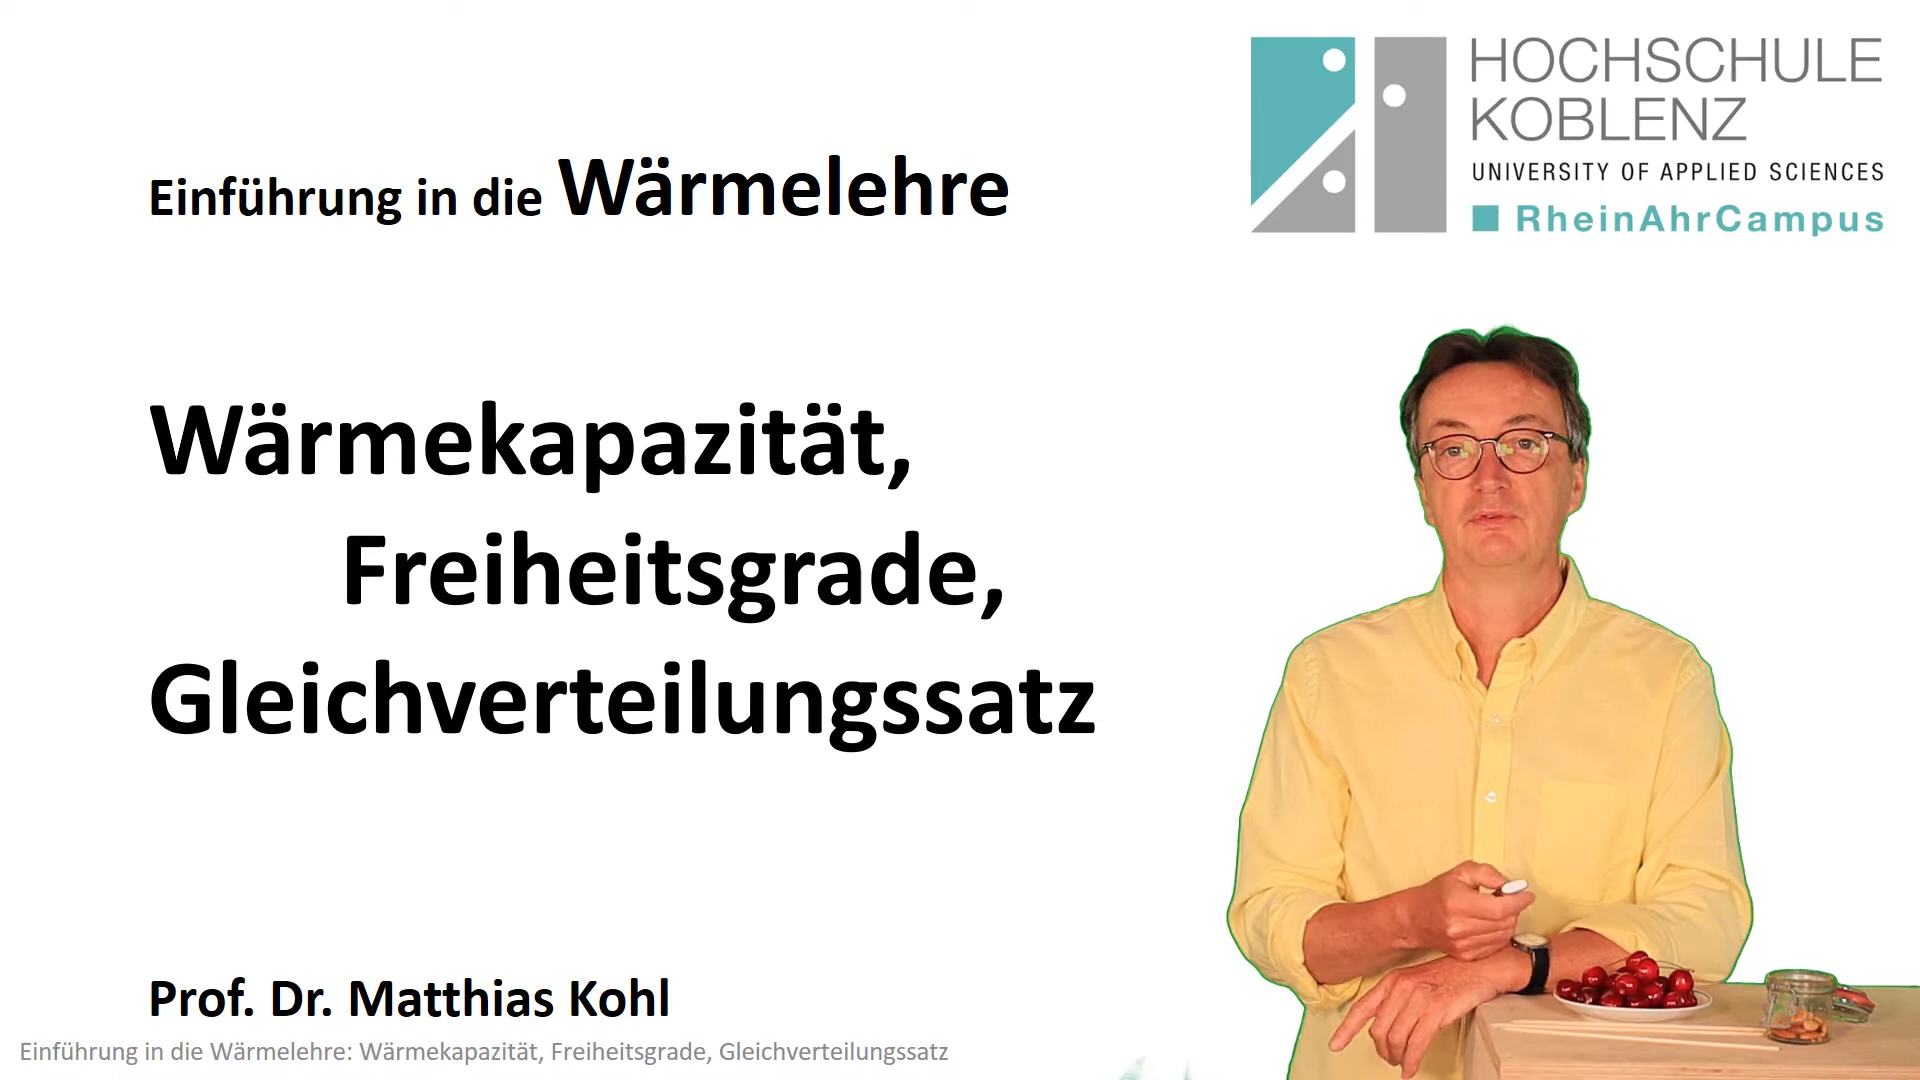 Einführung in die Wärmelehre
HOCHSCHULE
KOBLENZ
UNIVERSITY OF APPLIED SCIENCES
RheinAhrCampus
Wärmekapazität,
Freiheitsgrade,
Gleichverteilungssatz
Prof. Dr. Matthias Kohl
Einführung in die Wärmelehre: Wärmekapazität, Freiheitsgrade, Gleichverteilungssatz